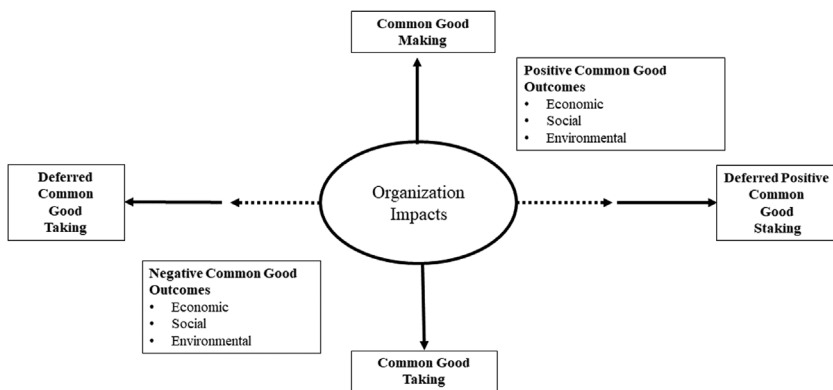 Common Good
Making
Positive Common Good
Outcomes
• Economic
• Social
• Environmental
Deferred
Common
Good
Taking
Organization
Impacts
Deferred Positive
Common
Good
Staking
Negative Common Good
Outcomes
• Economic
• Social
• Environmental
Common Good
Taking